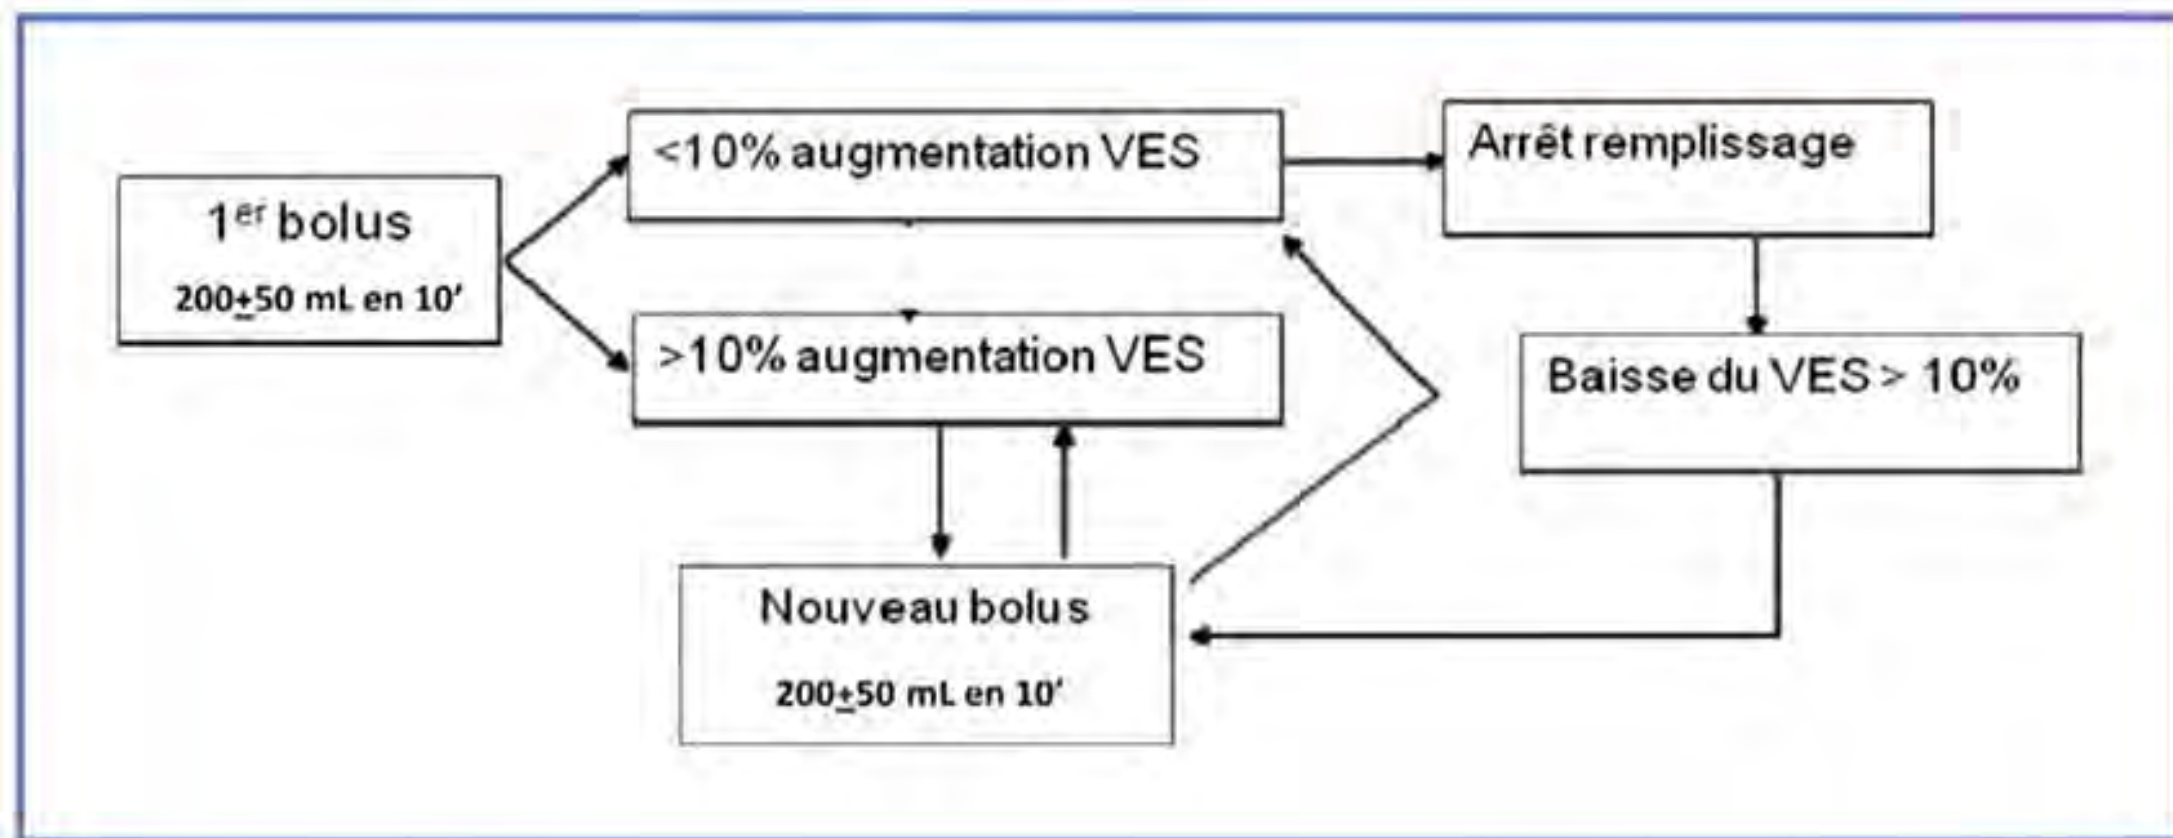 1er bolus
200±50 mL en 10’
<10% augmentation VES
>10% augmentation VES
Nouveau bolus
200±50 mL en 10’
Arrêt remplissage
Baisse du VES > 10%